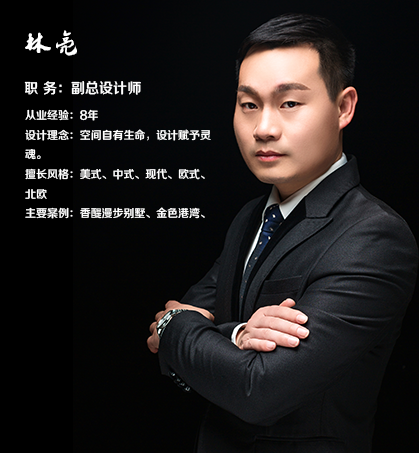 林亮
职 务：副总设计师
从业经验：8年
设计理念：空间自有生命，设计赋予灵
魂。
擅长风格：美式、中式、现代、欧式、
北欧
主要案例：香醍漫步别墅、金色港湾、